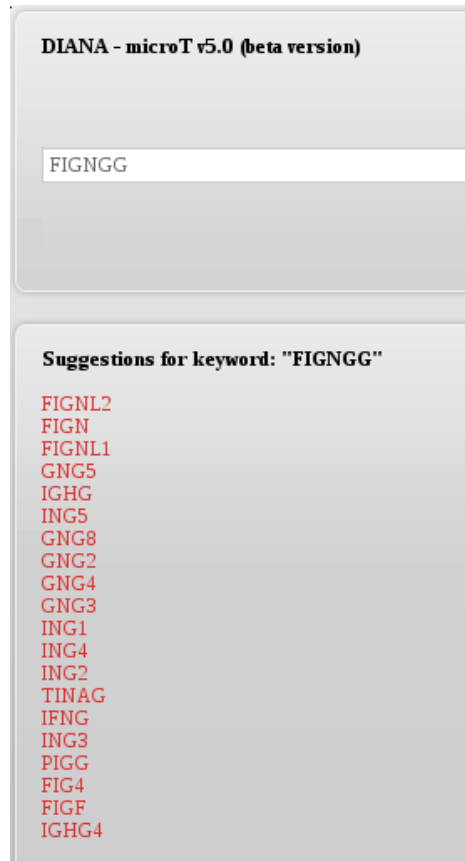 DIANA - microT v5.0 (beta version)
FIGNGG
Suggestions for keyword: "FIGNGG"
FIGNL2
FIGN
FIGNL1
GNG5
IGHG
ING5
GNG8
GNG2
GNG4
GNG3
ING1
ING4
ING2
TINAG
IFNG
ING3
PIGG
FIG4
FIGF
IGHG4